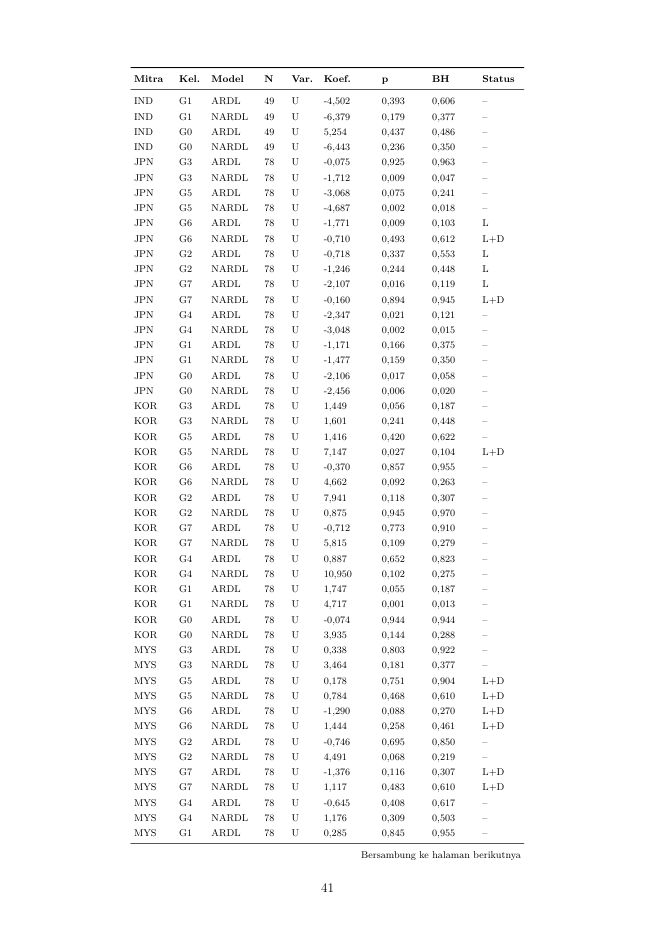 Mitra Kel. Model N Var. Koef. p BH Status
IND G1 ARDL 49 U -4,502 0,393 0,606 –
IND G1 NARDL 49 U -6,379 0,179 0,377 –
IND G0 ARDL 49 U 5,254 0,437 0,486 –
IND G0 NARDL 49 U -6,443 0,236 0,350 –
JPN G3 ARDL 78 U -0,075 0,925 0,963 –
JPN G3 NARDL 78 U -1,712 0,009 0,047 –
JPN G5 ARDL 78 U -3,068 0,075 0,241 –
JPN G5 NARDL 78 U -4,687 0,002 0,018 –
JPN G6 ARDL 78 U -1,771 0,009 0,103 L
JPN G6 NARDL 78 U -0,710 0,493 0,612 L+D
JPN G2 ARDL 78 U -0,718 0,337 0,553 L
JPN G2 NARDL 78 U -1,246 0,244 0,448 L
JPN G7 ARDL 78 U -2,107 0,016 0,119 L
JPN G7 NARDL 78 U -0,160 0,894 0,945 L+D
JPN G4 ARDL 78 U -2,347 0,021 0,121 –
JPN G4 NARDL 78 U -3,048 0,002 0,015 –
JPN G1 ARDL 78 U -1,171 0,166 0,375 –
JPN G1 NARDL 78 U -1,477 0,159 0,350 –
JPN G0 ARDL 78 U -2,106 0,017 0,058 –
JPN G0 NARDL 78 U -2,456 0,006 0,020 –
KOR G3 ARDL 78 U 1,449 0,056 0,187 –
KOR G3 NARDL 78 U 1,601 0,241 0,448 –
KOR G5 ARDL 78 U 1,416 0,420 0,622 –
KOR G5 NARDL 78 U 7,147 0,027 0,104 L+D
KOR G6 ARDL 78 U -0,370 0,857 0,955 –
KOR G6 NARDL 78 U 4,662 0,092 0,263 –
KOR G2 ARDL 78 U 7,941 0,118 0,307 –
KOR G2 NARDL 78 U 0,875 0,945 0,970 –
KOR G7 ARDL 78 U -0,712 0,773 0,910 –
KOR G7 NARDL 78 U 5,815 0,109 0,279 –
KOR G4 ARDL 78 U 0,887 0,652 0,823 –
KOR G4 NARDL 78 U 10,950 0,102 0,275 –
KOR G1 ARDL 78 U 1,747 0,055 0,187 –
KOR G1 NARDL 78 U 4,717 0,001 0,013 –
KOR G0 ARDL 78 U -0,074 0,944 0,944 –
KOR G0 NARDL 78 U 3,935 0,144 0,288 –
MYS G3 ARDL 78 U 0,338 0,803 0,922 –
MYS G3 NARDL 78 U 3,464 0,181 0,377 –
MYS G5 ARDL 78 U 0,178 0,751 0,904 L+D
MYS G5 NARDL 78 U 0,784 0,468 0,610 L+D
MYS G6 ARDL 78 U -1,290 0,088 0,270 L+D
MYS G6 NARDL 78 U 1,444 0,258 0,461 L+D
MYS G2 ARDL 78 U -0,746 0,695 0,850 –
MYS G2 NARDL 78 U 4,491 0,068 0,219 –
MYS G7 ARDL 78 U -1,376 0,116 0,307 L+D
MYS G7 NARDL 78 U 1,117 0,483 0,610 L+D
MYS G4 ARDL 78 U -0,645 0,408 0,617 –
MYS G4 NARDL 78 U 1,176 0,309 0,503 –
MYS G1 ARDL 78 U 0,285 0,845 0,955 –
Bersambung ke halaman berikutnya
41